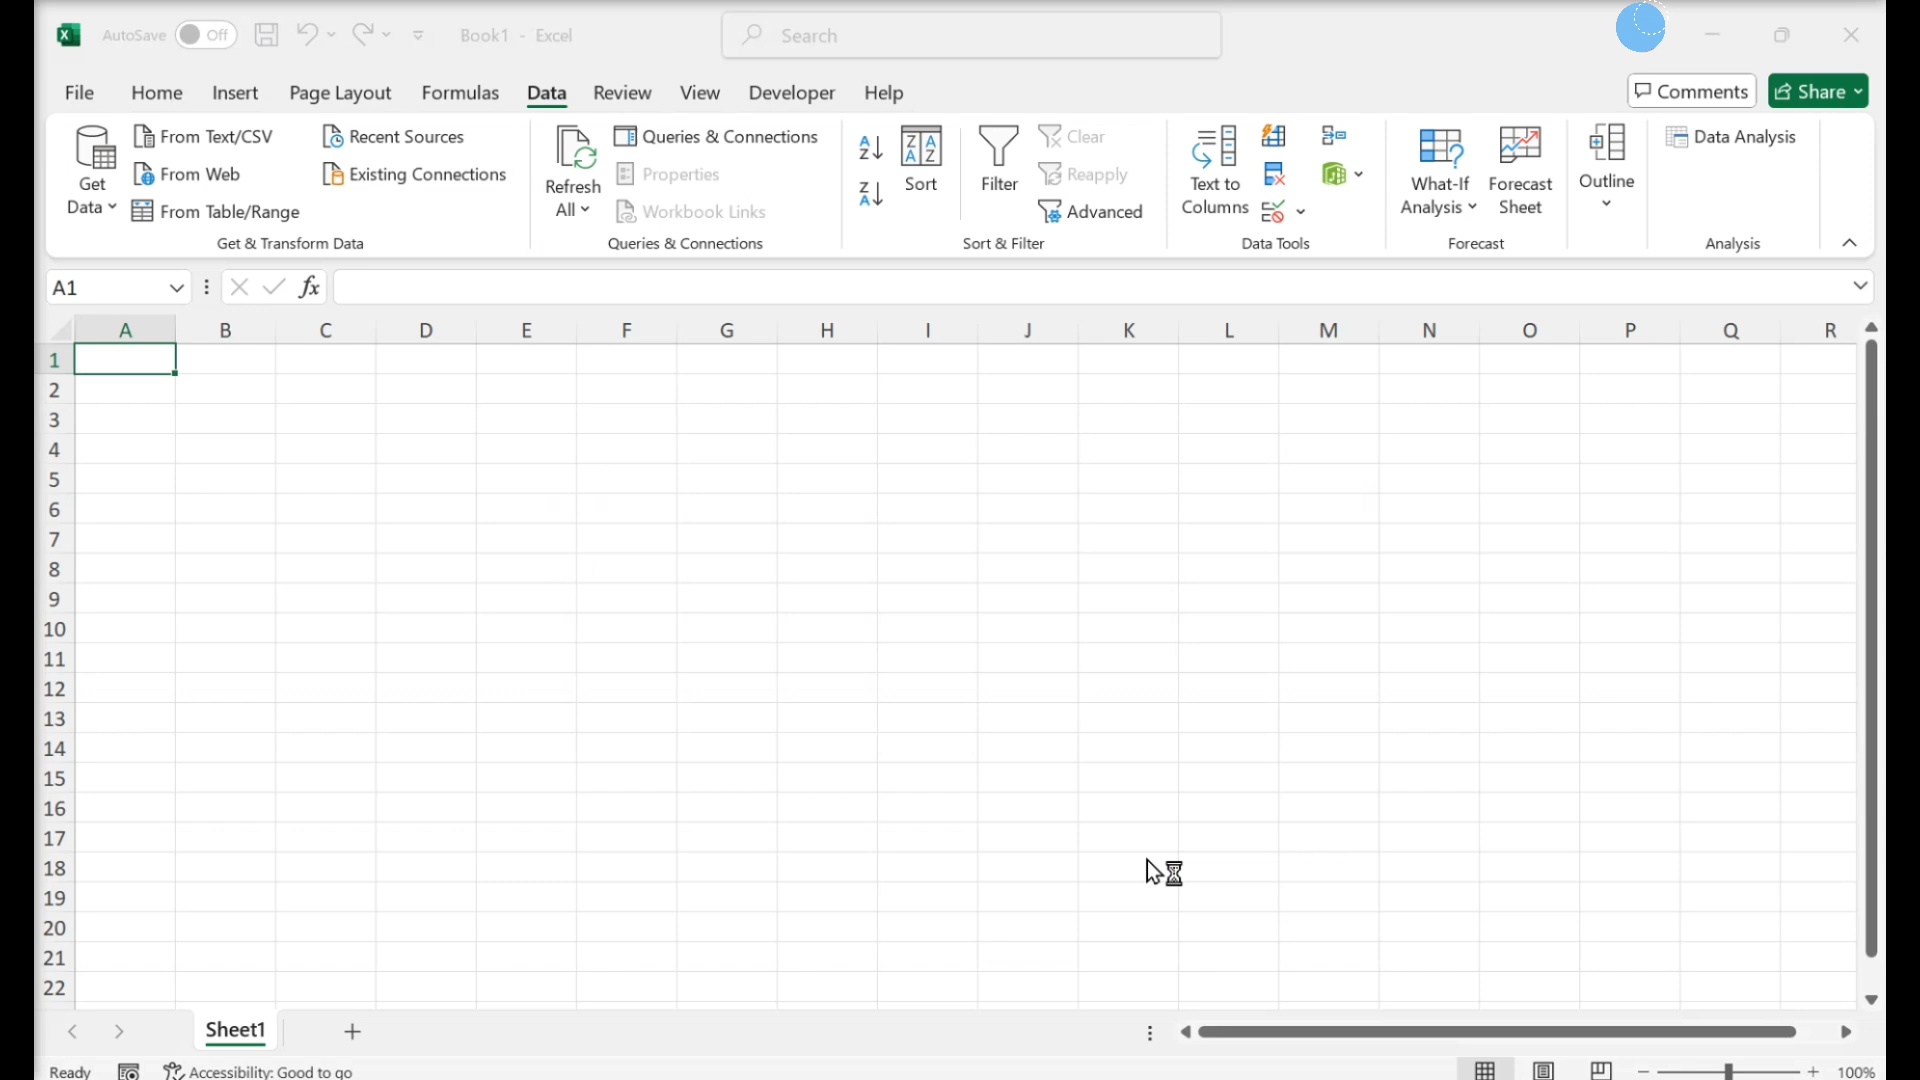 AutoSave Off Book1 - Excel Search
File Home Insert Page Layout Formulas Data Review View Developer Help Comments Share
Get Data
From Text/CSV
From Web
From Table/Range
Recent Sources
Existing Connections
Get & Transform Data
Refresh All
Queries & Connections
Properties
Workbook Links
Queries & Connections
Sort
Filter
Clear
Reapply
Advanced
Sort & Filter
Text to Columns
Data Tools
What-If Analysis
Forecast Sheet
Forecast
Outline
Data Analysis
Analysis
A1 fx
A B C D E F G H I J K L M N O P Q R
1
2
3
4
5
6
7
8
9
10
11
12
13
14
15
16
17
18
19
20
21
22
Sheet1
Ready Accessibility: Good to go 100%